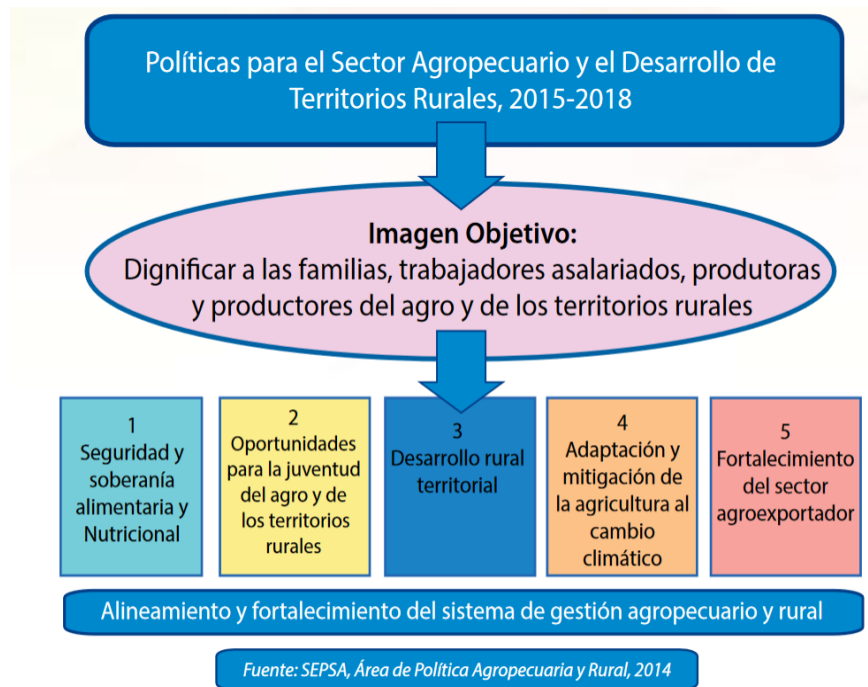 Políticas para el Sector Agropecuario y el Desarrollo de
Territorios Rurales, 2015-2018
Imagen Objetivo:
Dignificar a las familias, trabajadores asalariados, produtoras
y productores del agro y de los territorios rurales
1
Seguridad y
soberanía
alimentaria y
Nutricional
2
Oportunidades
para la juventud
del agro y de
los territorios
rurales
3
Desarrollo rural
territorial
4
Adaptación y
mitigación de
la agricultura al
cambio
climático
5
Fortalecimiento
del sector
agroexportador
Alineamiento y fortalecimiento del sistema de gestión agropecuario y rural
Fuente: SEPSA, Área de Política Agropecuaria y Rural, 2014